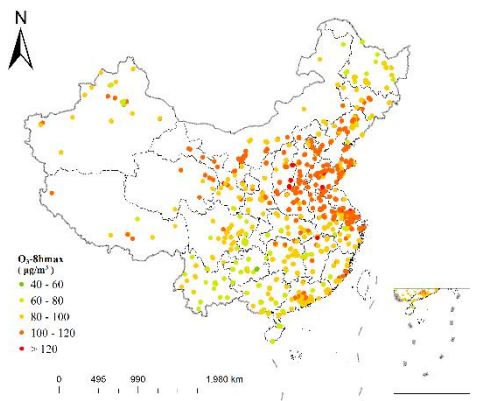 N
O₃-8hmax
( μg/m³ )
40 - 60
60 - 80
80 - 100
100 - 120
> 120
0 495 990 1,980 km